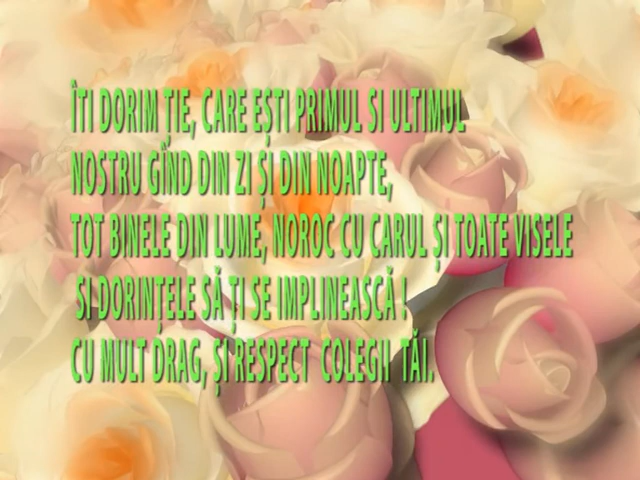 ÎTI DORIM ȚIE, CARE EȘTI PRIMUL SI ULTIMUL
NOSTRU GÎND DIN ZI ȘI DIN NOAPTE,
TOT BINELE DIN LUME, NOROC CU CARUL ȘI TOATE VISELE
SI DORINȚELE SĂ ȚI SE IMPLINEASCĂ !
CU MULT DRAG, ȘI RESPECT COLEGII TĂI.